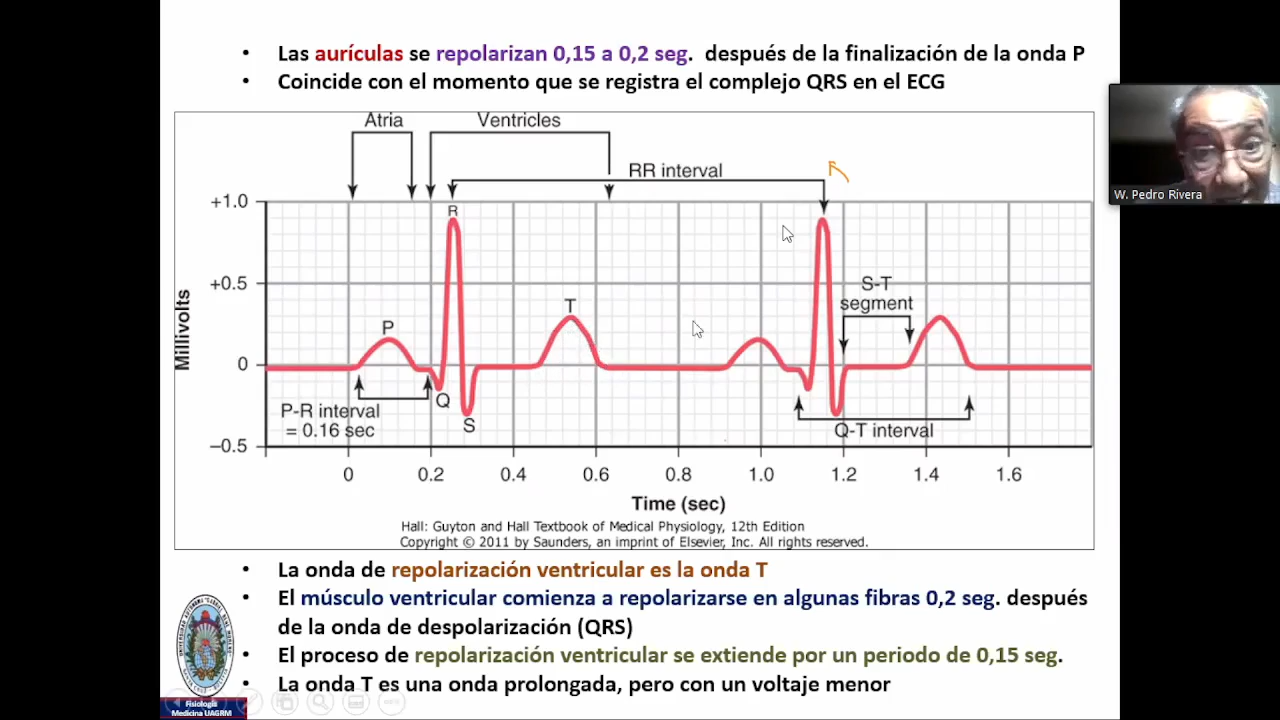 • Las aurículas se repolarizan 0,15 a 0,2 seg. después de la finalización de la onda P
• Coincide con el momento que se registra el complejo QRS en el ECG
Atria
Ventricles
RR interval
W. Pedro Rivera
+1.0
R
+0.5
S-T
segment
T
P
Millivolts
0
Q
P-R interval
= 0.16 sec
S
Q-T interval
–0.5
0 0.2 0.4 0.6 0.8 1.0 1.2 1.4 1.6
Time (sec)
Hall: Guyton and Hall Textbook of Medical Physiology, 12th Edition
Copyright © 2011 by Saunders, an imprint of Elsevier, Inc. All rights reserved.
• La onda de repolarización ventricular es la onda T
• El músculo ventricular comienza a repolarizarse en algunas fibras 0,2 seg. después
de la onda de despolarización (QRS)
• El proceso de repolarización ventricular se extiende por un periodo de 0,15 seg.
• La onda T es una onda prolongada, pero con un voltaje menor
Fisiología
Medicina UAGRM